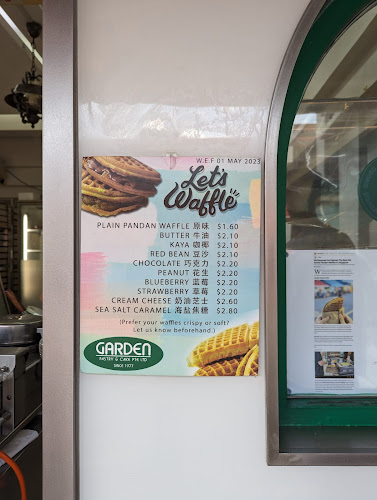 W.E.F 01 MAY 2023
Let's
Waffle
PLAIN PANDAN WAFFLE 原味 $1.60
BUTTER 牛油 $2.10
KAYA 咖椰 $2.10
RED BEAN 豆沙 $2.10
CHOCOLATE 巧克力 $2.20
PEANUT 花生 $2.20
BLUEBERRY 蓝莓 $2.20
STRAWBERRY 草莓 $2.20
CREAM CHEESE 奶油芝士 $2.60
SEA SALT CARAMEL 海盐焦糖 $2.80
(Prefer your waffles crispy or soft?
Let us know beforehand.)
GARDEN
PASTRY & CAKE PTE LTD
SINCE 1977